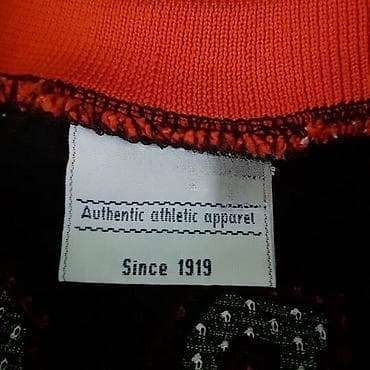 Authentic athletic apparel
Since 1919